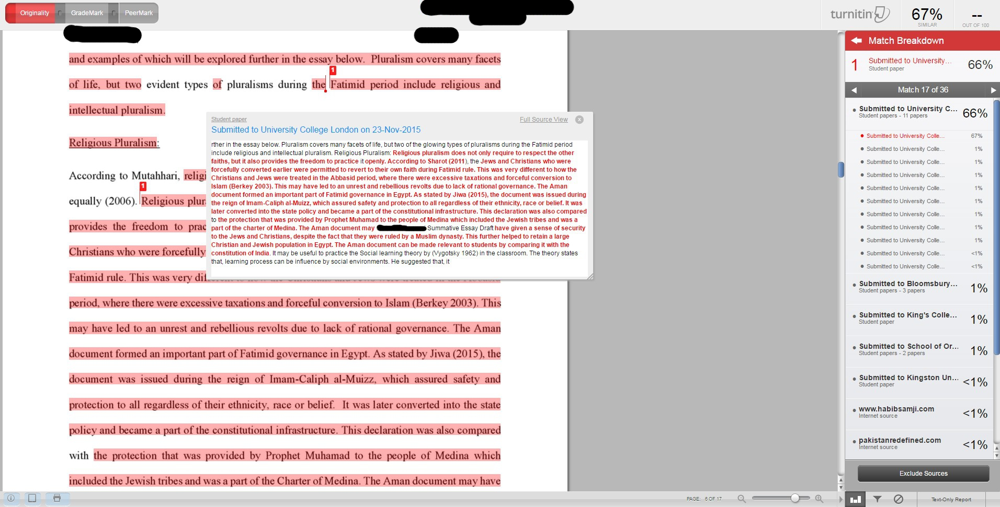 Originality
GradeMark
PeerMark
turnitin
67%
SIMILAR
--
OUT OF 100
and examples of which will be explored further in the essay below.  Pluralism covers many facets
1
of life, but two evident types of pluralisms during the Fatimid period include religious and
intellectual pluralism.
Religious Pluralism:
According to Mutahhari, relig
1
equally (2006). Religious plur
provides the freedom to prac
Christians who were forcefully
Fatimid rule. This was very different to how the Christians and Jews were treated in the Abbasid
period, where there were excessive taxations and forceful conversion to Islam (Berkey 2003). This
may have led to an unrest and rebellious revolts due to lack of rational governance. The Aman
document formed an important part of Fatimid governance in Egypt. As stated by Jiwa (2015), the
document was issued during the reign of Imam-Caliph al-Muizz, which assured safety and
protection to all regardless of their ethnicity, race or belief.  It was later converted into the state
policy and became a part of the constitutional infrastructure. This declaration was also compared
with the protection that was provided by Prophet Muhamad to the people of Medina which
included the Jewish tribes and was a part of the Charter of Medina. The Aman document may have
Student paper
Full Source View
x
Submitted to University College London on 23-Nov-2015
rther in the essay below. Pluralism covers many facets of life, but two of the glowing types of pluralisms during the Fatimid period
include religious and intellectual pluralism. Religious Pluralism: Religious pluralism does not only require to respect the other
faiths, but it also provides the freedom to practice it openly. According to Sharot (2011), the Jews and Christians who were
forcefully converted earlier were permitted to revert to their own faith during Fatimid rule. This was very different to how the
Christians and Jews were treated in the Abbasid period, where there were excessive taxations and forceful conversion to
Islam (Berkey 2003). This may have led to an unrest and rebellious revolts due to lack of rational governance. The Aman
document formed an important part of Fatimid governance in Egypt. As stated by Jiwa (2015), the document was issued during
the reign of Imam-Caliph al-Muizz, which assured safety and protection to all regardless of their ethnicity, race or belief. It was
later converted into the state policy and became a part of the constitutional infrastructure. This declaration was also compared
to the protection that was provided by Prophet Muhamad to the people of Medina which included the Jewish tribes and was a
part of the charter of Medina. The Aman document may Summative Essay Draft have given a sense of security
to the Jews and Christians, despite the fact that they were ruled by a Muslim dynasty. This further helped to retain a large
Christian and Jewish population in Egypt. The Aman document can be made relevant to students by comparing it with the
constitution of India. It may be useful to practice the Social learning theory by (Vygotsky 1962) in the classroom. The theory states
that, learning process can be influence by social environments. He suggested that, it
Match Breakdown
1 Submitted to University... 66%
Student paper
Match 17 of 36
Submitted to University C... 66%
Student papers - 11 papers
Submitted to University Colle... 67%
Submitted to University Colle... 1%
Submitted to University Colle... 1%
Submitted to University Colle... 1%
Submitted to University Colle... 1%
Submitted to University Colle... 1%
Submitted to University Colle... 1%
Submitted to University Colle... 1%
Submitted to University Colle... 1%
Submitted to University Colle... <1%
Submitted to University Colle... <1%
Submitted to Bloomsbury... 1%
Student papers - 3 papers
Submitted to King's Colle... 1%
Student paper
Submitted to School of Or... 1%
Student papers - 2 papers
Submitted to Kingston Un... <1%
Student paper
www.habibsamji.com <1%
Internet source
pakistanredefined.com <1%
Internet source
Exclude Sources
PAGE: 6 OF 17
Text-Only Report